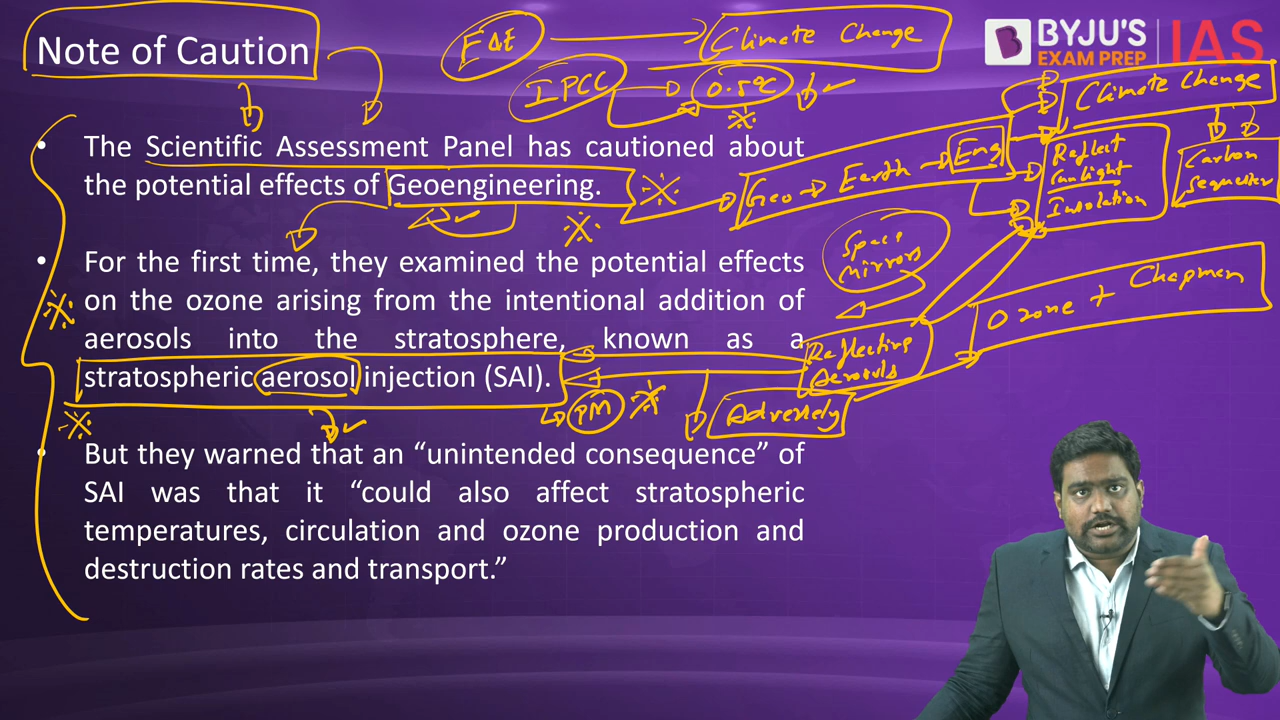 Note of Caution
E&E
Climate Change
IPCC
0.5°C
BYJU'S
EXAM PREP
IAS
Climate Change
• The Scientific Assessment Panel has cautioned about
the potential effects of Geoengineering.
Geo → Earth → Eng
Reflect
sunlight
Insolation
Carbon
Space
mirrors
• For the first time, they examined the potential effects
on the ozone arising from the intentional addition of
aerosols into the stratosphere, known as a
stratospheric aerosol injection (SAI).
Ozone + Chapman
Reflective
Aerosols
PM
Adversely
• But they warned that an “unintended consequence” of
SAI was that it “could also affect stratospheric
temperatures, circulation and ozone production and
destruction rates and transport.”